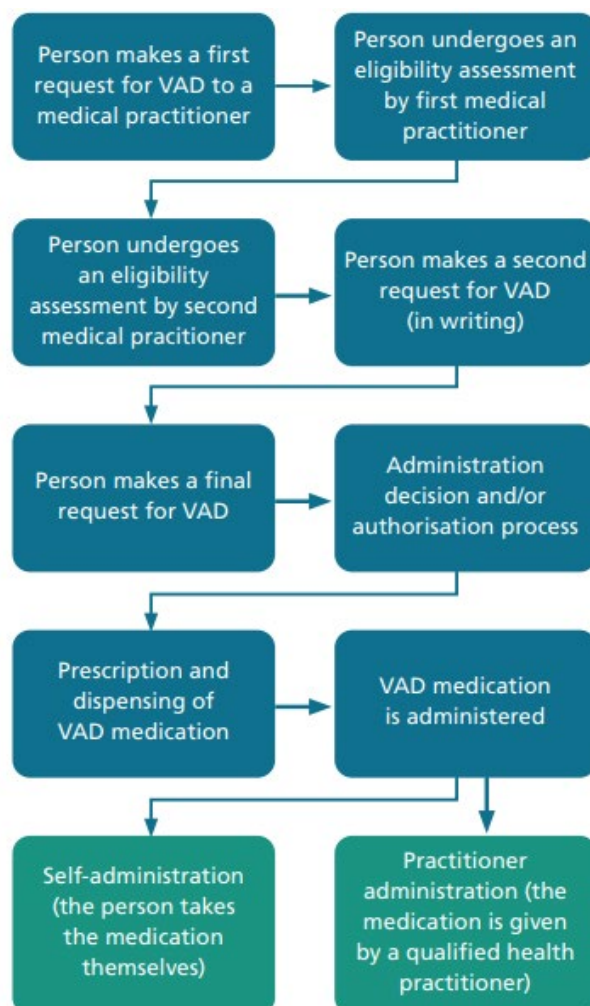 Person makes a first
request for VAD to a
medical practitioner
Person undergoes an
eligibility assessment
by first medical
practitioner
Person undergoes
an eligibility
assessment by second
medical pracitioner
Person makes a second
request for VAD
(in writing)
Person makes a final
request for VAD
Administration
decision and/or
authorisation process
Prescription and
dispensing of
VAD medication
VAD medication
is administered
Self-administration
(the person takes
the medication
themselves)
Practitioner
administration (the
medication is given
by a qualified health
practitioner)